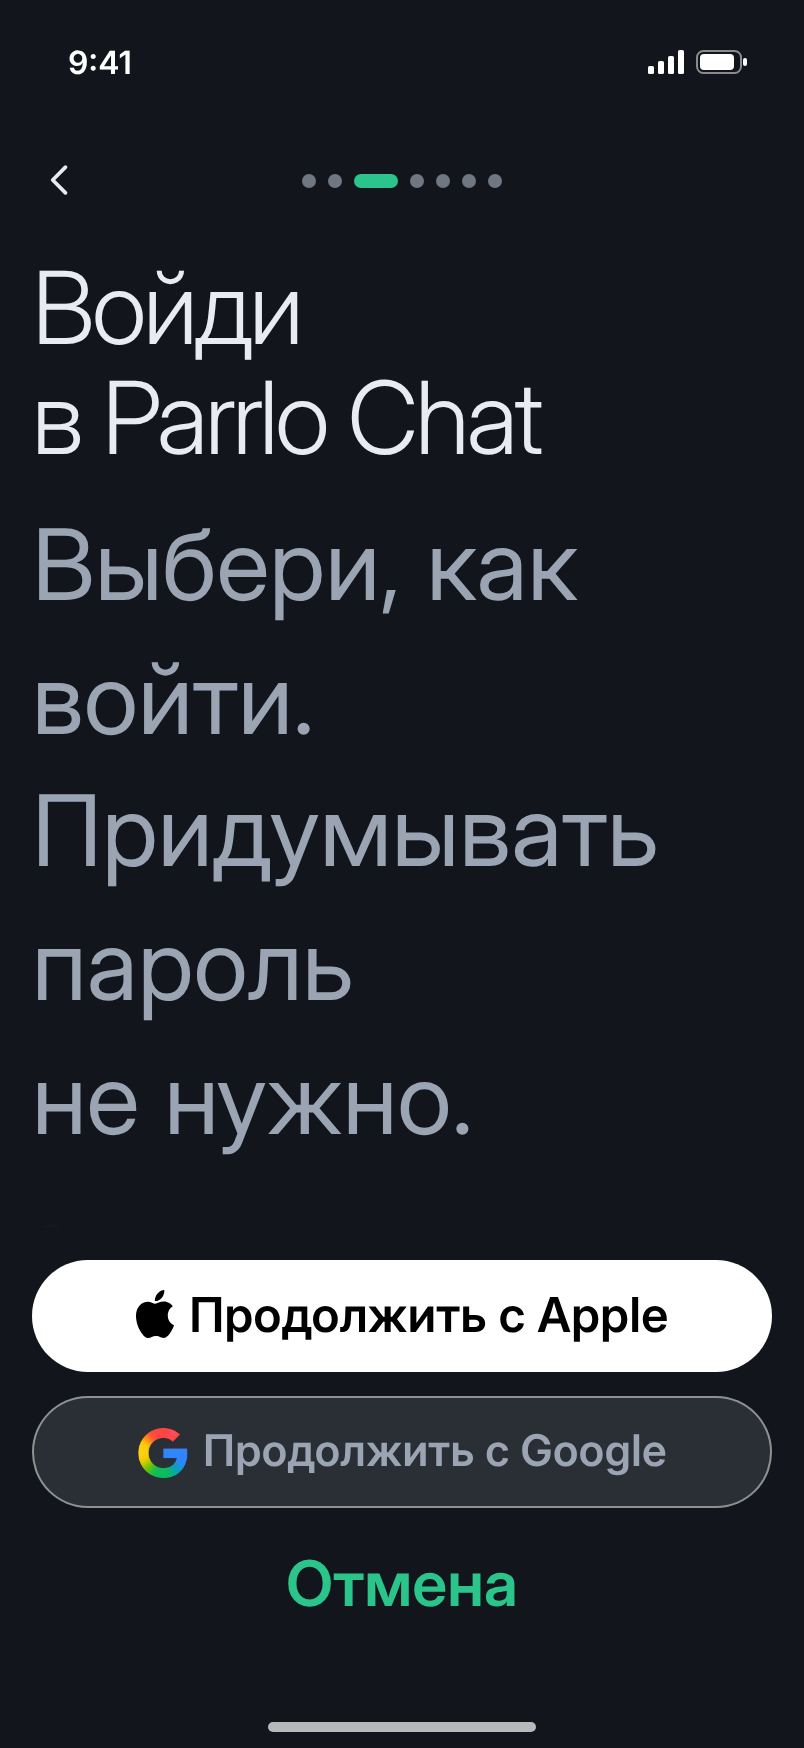 9:41
Войди
в Parrlo Chat
Выбери, как
войти.
Придумывать
пароль
не нужно.
Продолжить с Apple
Продолжить с Google
Отмена